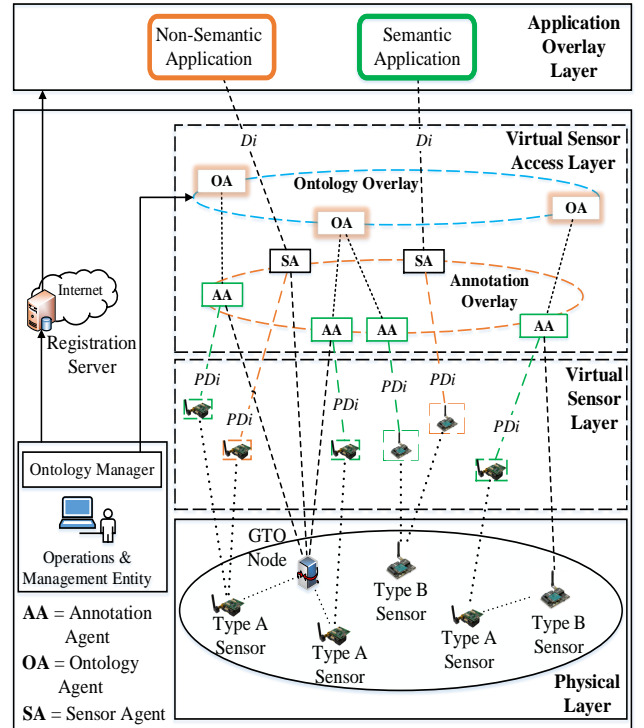 Non-Semantic
Application
Semantic
Application
Application
Overlay
Layer
Di
Di
Virtual Sensor
Access Layer
OA
Ontology Overlay
OA
OA
SA
SA
Annotation
Overlay
AA
AA
AA
AA
Internet
Registration
Server
PDi
PDi
PDi
PDi
PDi
PDi
Virtual
Sensor
Layer
Ontology Manager
Operations &
Management Entity
GTO
Node
Type A
Sensor
Type A
Sensor
Type B
Sensor
Type A
Sensor
Type B
Sensor
Physical
Layer
AA = Annotation
Agent
OA = Ontology
Agent
SA = Sensor Agent